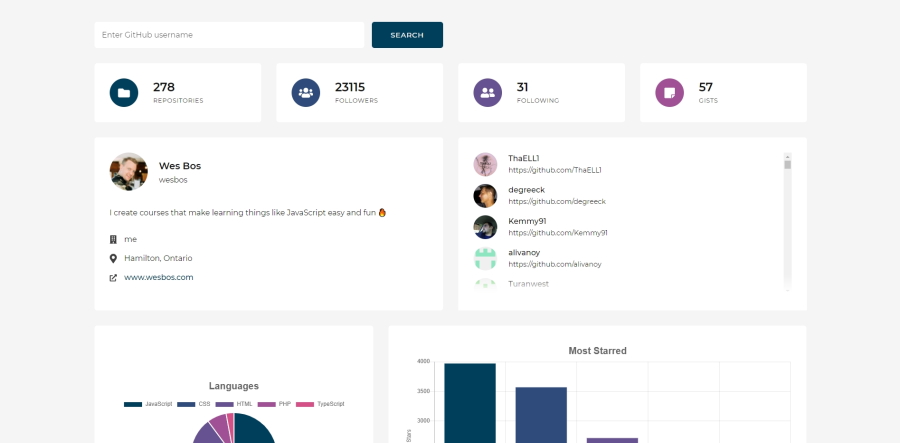 Enter GitHub username
SEARCH
278
REPOSITORIES
23115
FOLLOWERS
31
FOLLOWING
57
GISTS
Wes Bos
wesbos
I create courses that make learning things like JavaScript easy and fun 🔥
me
Hamilton, Ontario
www.wesbos.com
ThaELL1
https://github.com/ThaELL1
degreeck
https://github.com/degreeck
Kemmy91
https://github.com/Kemmy91
alivanoy
https://github.com/alivanoy
Turanwest
Languages
JavaScript CSS HTML PHP TypeScript
Most Starred
4000
3500
3000
Stars